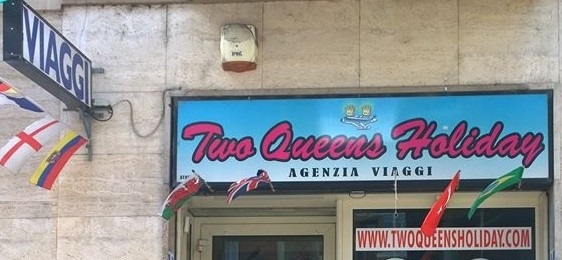 VIAGGI
Two Queens Holiday
AGENZIA VIAGGI
WWW.TWOQUEENSHOLIDAY.COM